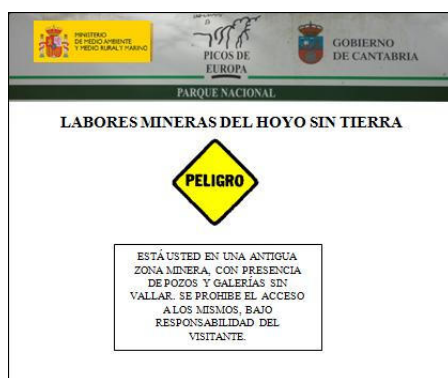 MINISTERIO
DE MEDIO AMBIENTE
Y MEDIO RURAL Y MARINO
PICOS DE
EUROPA
GOBIERNO
DE CANTABRIA
PARQUE NACIONAL
LABORES MINERAS DEL HOYO SIN TIERRA
PELIGRO
ESTÁ USTED EN UNA ANTIGUA
ZONA MINERA, CON PRESENCIA
DE POZOS Y GALERÍAS SIN
VALLAR. SE PROHIBE EL ACCESO
A LOS MISMOS, BAJO
RESPONSABILIDAD DEL
VISITANTE.